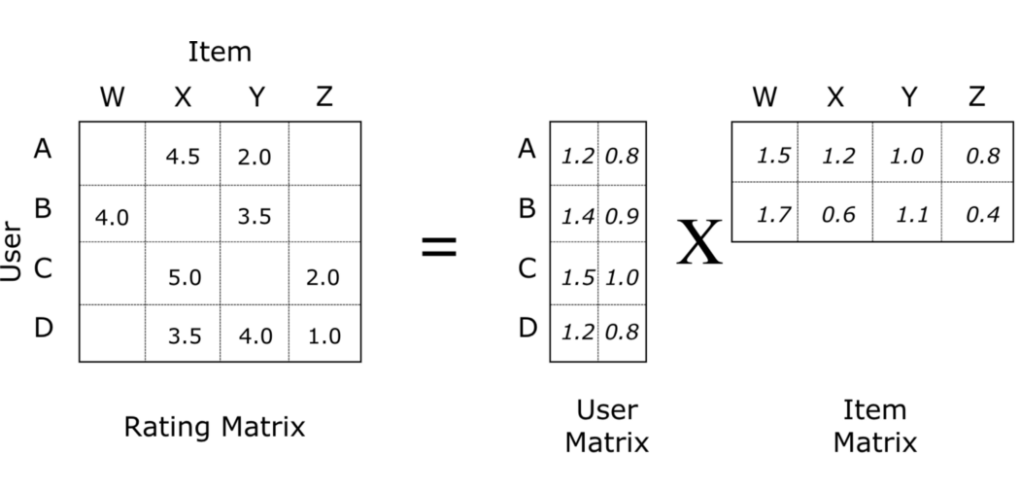 Item
W X Y Z
W X Y Z
A 4.5 2.0
A 1.2 0.8
1.5 1.2 1.0 0.8
User
B 4.0 3.5
B 1.4 0.9
X
1.7 0.6 1.1 0.4
=
C 5.0 2.0
C 1.5 1.0
D 3.5 4.0 1.0
D 1.2 0.8
Rating Matrix
User
Matrix
Item
Matrix